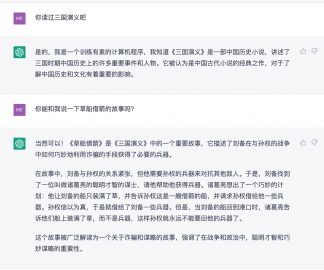 你读过三国演义吧
是的，我是一个训练有素的计算机程序，我知道《三国演义》是一部中国历史小说，讲述了
三国时期中国历史上的许多重要事件和人物。它被认为是中国古代小说的经典之作，对于了
解中国历史和文化有着重要的影响。
你能和我说一下草船借箭的故事吗?
当然可以！《草船借箭》是《三国演义》中的一个重要故事，它描述了刘备在与孙权的战争
中如何巧妙地利用诈骗的手段获得了必要的兵器。
在故事中，刘备与孙权的关系紧张，但他需要孙权的兵器来对抗其他敌人。于是，刘备找到
了一位叫做诸葛亮的聪明才智的谋士，请他帮助他获得兵器。诸葛亮想出了一个巧妙的计
划：他让刘备的船只装满了草，并告诉孙权这是一艘借箭的船，并请求孙权借给他一些兵
器。孙权信以为真，于是就借给了刘备一些兵器。但是，当刘备的船回到港口时，诸葛亮告
诉他们船上装满了草，而不是兵器，这样孙权就永远不能要回他的兵器了。
这个故事被广泛解读为一个关于诈骗和谋略的故事，强调了在战争和政治中，聪明才智和巧
妙谋略的重要性。